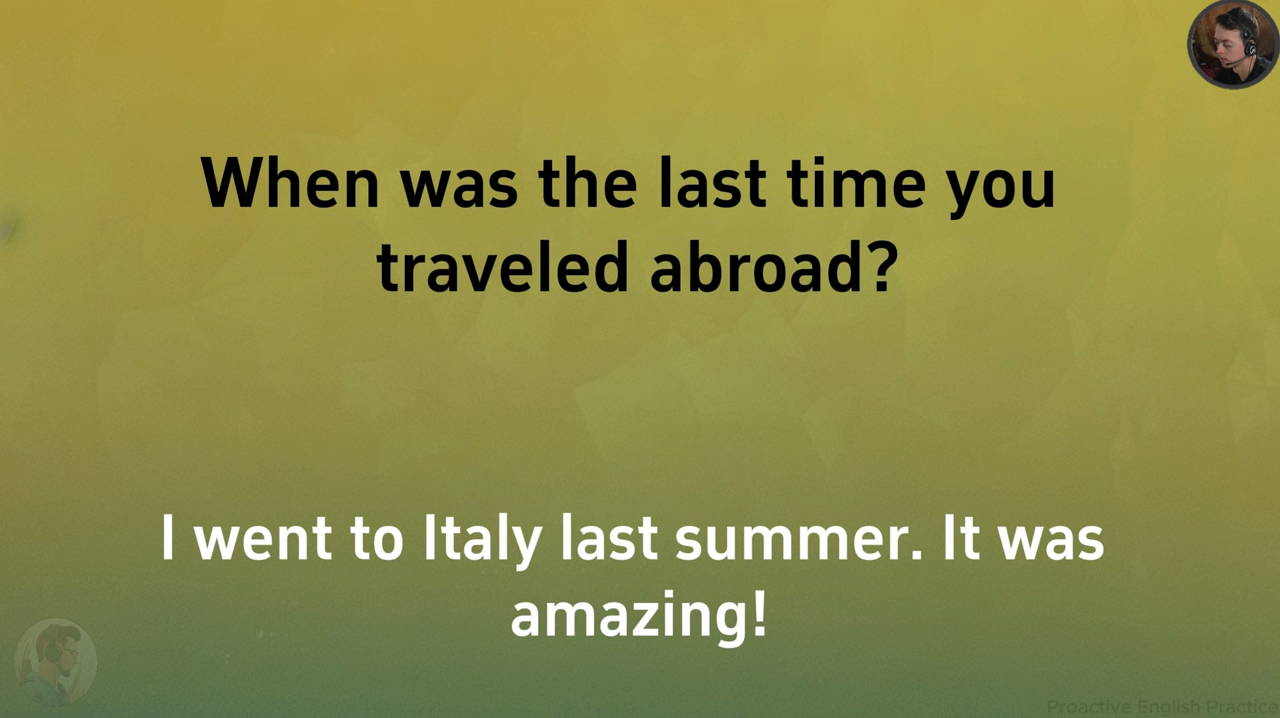 When was the last time you
traveled abroad?
I went to Italy last summer. It was
amazing!
Proactive English Practice